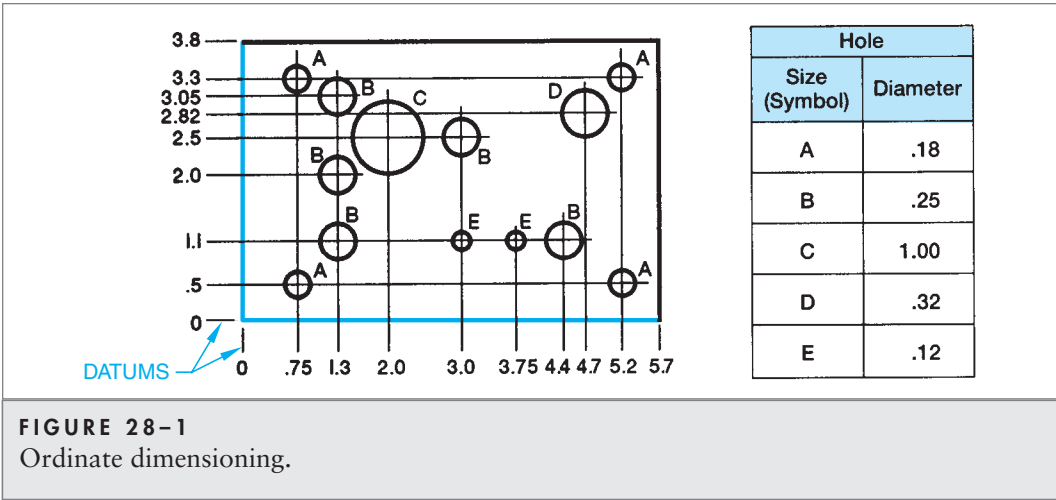 3.8
A
A
3.3
B
D
C
3.05
2.82
2.5
B
B
2.0
B
E
E
B
1.1
A
A
.5
0
DATUMS
0 .75 1.3 2.0 3.0 3.75 4.4 4.7 5.2 5.7
Hole
Size (Symbol) Diameter
A .18
B .25
C 1.00
D .32
E .12
FIGURE 28–1
Ordinate dimensioning.